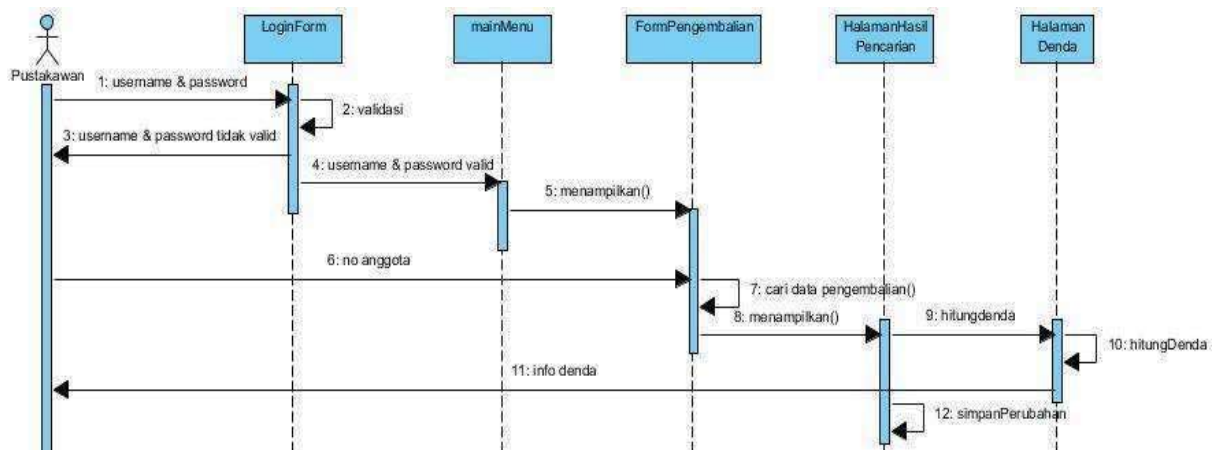 LoginForm
mainMenu
FormPengembalian
HalamanHasil
Pencarian
Halaman
Denda
Pustakawan
1: username & password
2: validasi
3: username & password tidak valid
4: username & password valid
5: menampilkan()
6: no anggota
7: cari data pengembalian()
8: menampilkan()
9: hitungdenda
10: hitungDenda
11: info denda
12: simpanPerubahan